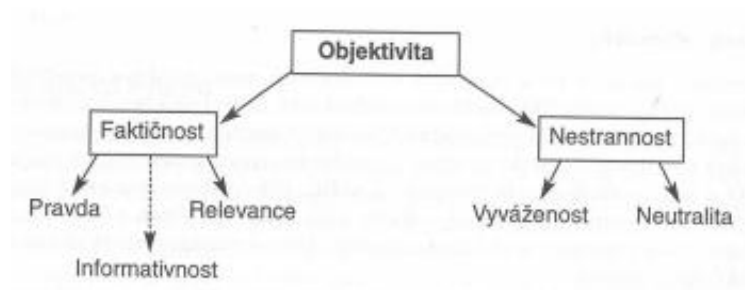 Objektivita
Faktičnost
Nestrannost
Pravda
Relevance
Vyváženost
Neutralita
Informativnost